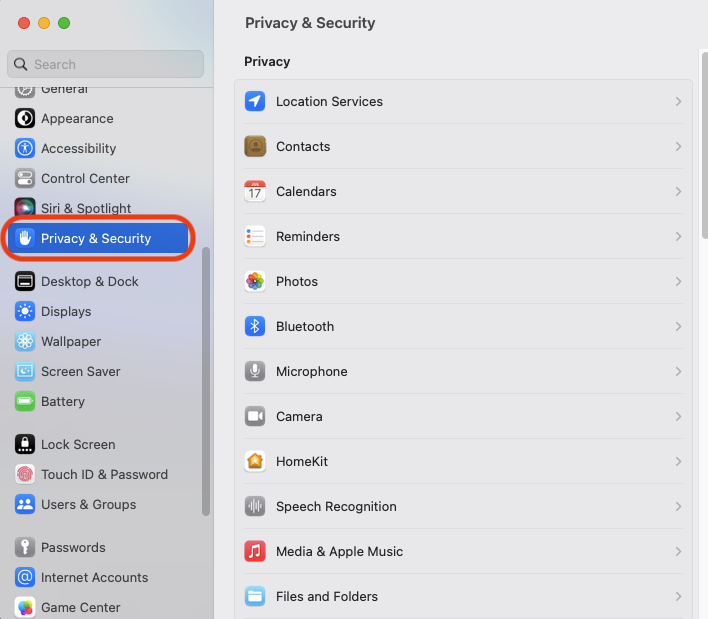 Search
General
Appearance
Accessibility
Control Center
Siri & Spotlight
Privacy & Security
Desktop & Dock
Displays
Wallpaper
Screen Saver
Battery
Lock Screen
Touch ID & Password
Users & Groups
Passwords
Internet Accounts
Game Center
Privacy & Security
Privacy
Location Services
Contacts
17
Calendars
Reminders
Photos
Bluetooth
Microphone
Camera
HomeKit
Speech Recognition
Media & Apple Music
Files and Folders